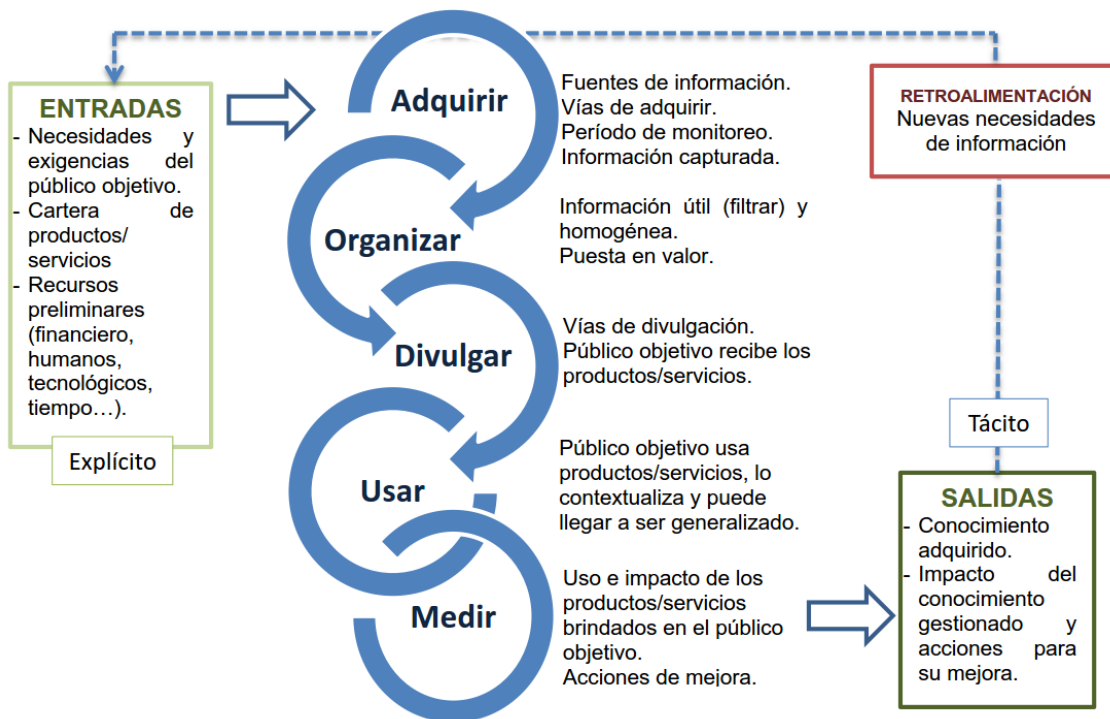 ENTRADAS
- Necesidades y
exigencias del
público objetivo.
- Cartera de
productos/
servicios
- Recursos
preliminares
(financiero,
humanos,
tecnológicos,
tiempo…).
Explícito
Adquirir
Fuentes de información.
Vías de adquirir.
Período de monitoreo.
Información capturada.
Organizar
Información útil (filtrar) y
homogénea.
Puesta en valor.
Divulgar
Vías de divulgación.
Público objetivo recibe los
productos/servicios.
Usar
Público objetivo usa
productos/servicios, lo
contextualiza y puede
llegar a ser generalizado.
Medir
Uso e impacto de los
productos/servicios
brindados en el público
objetivo.
Acciones de mejora.
RETROALIMENTACIÓN
Nuevas necesidades
de información
Tácito
SALIDAS
- Conocimiento
adquirido.
- Impacto del
conocimiento
gestionado y
acciones para
su mejora.